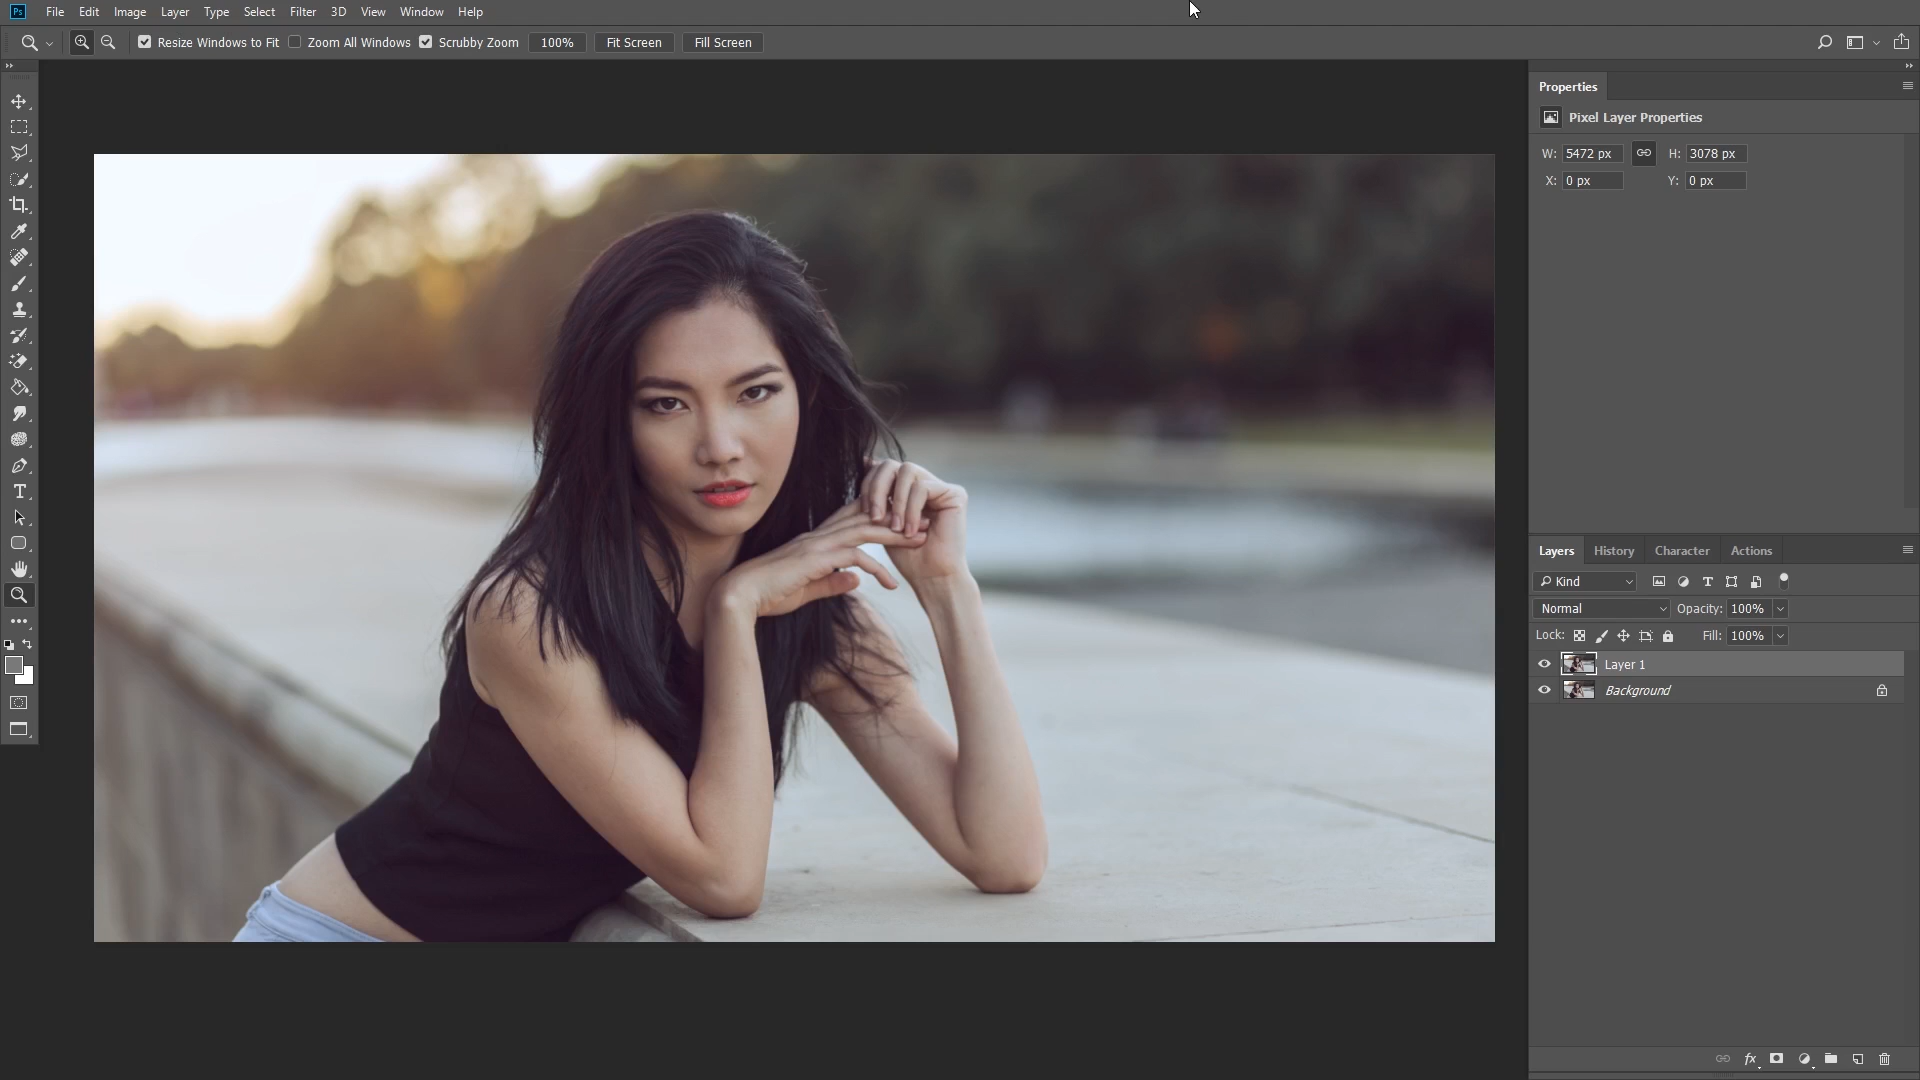 Ps File Edit Image Layer Type Select Filter 3D View Window Help
Resize Windows to Fit Zoom All Windows Scrubby Zoom 100% Fit Screen Fill Screen
Properties
Pixel Layer Properties
W: 5472 px H: 3078 px
X: 0 px Y: 0 px
Layers History Character Actions
Kind
Normal Opacity: 100%
Lock: Fill: 100%
Layer 1
Background
fx